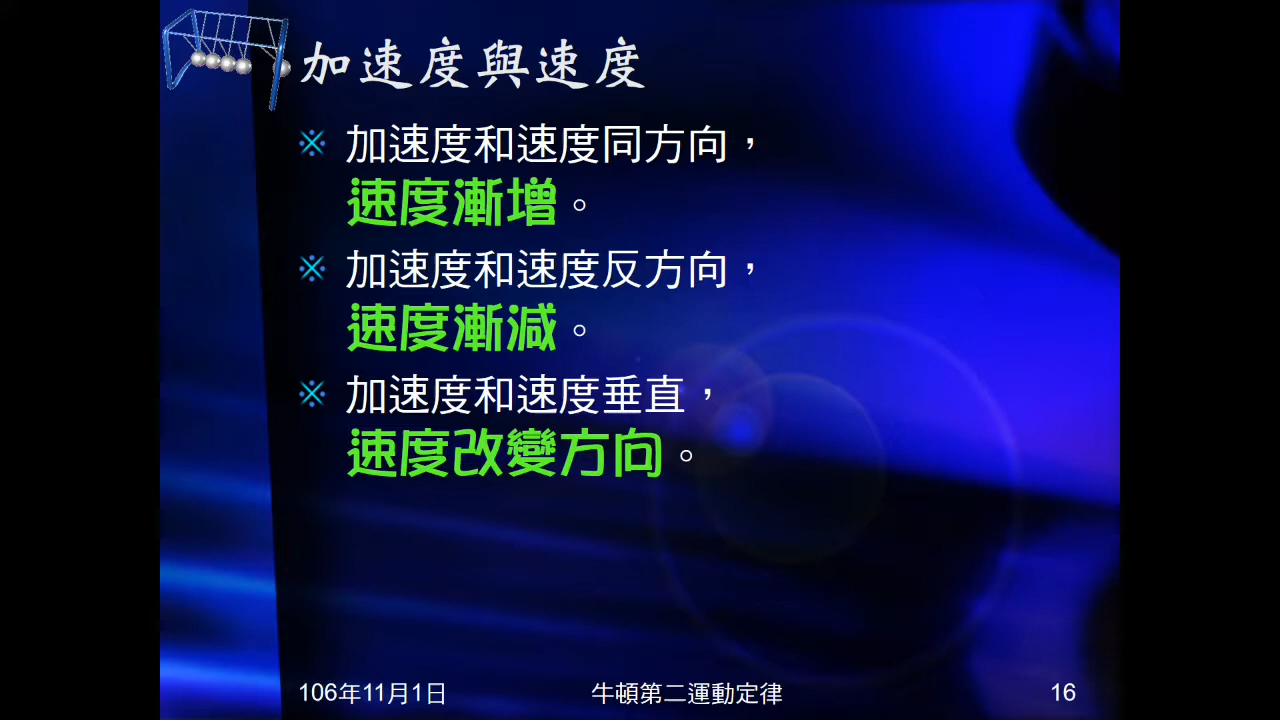 加速度與速度
※ 加速度和速度同方向，
速度漸增。
※ 加速度和速度反方向，
速度漸減。
※ 加速度和速度垂直，
速度改變方向。
106年11月1日
牛頓第二運動定律
16